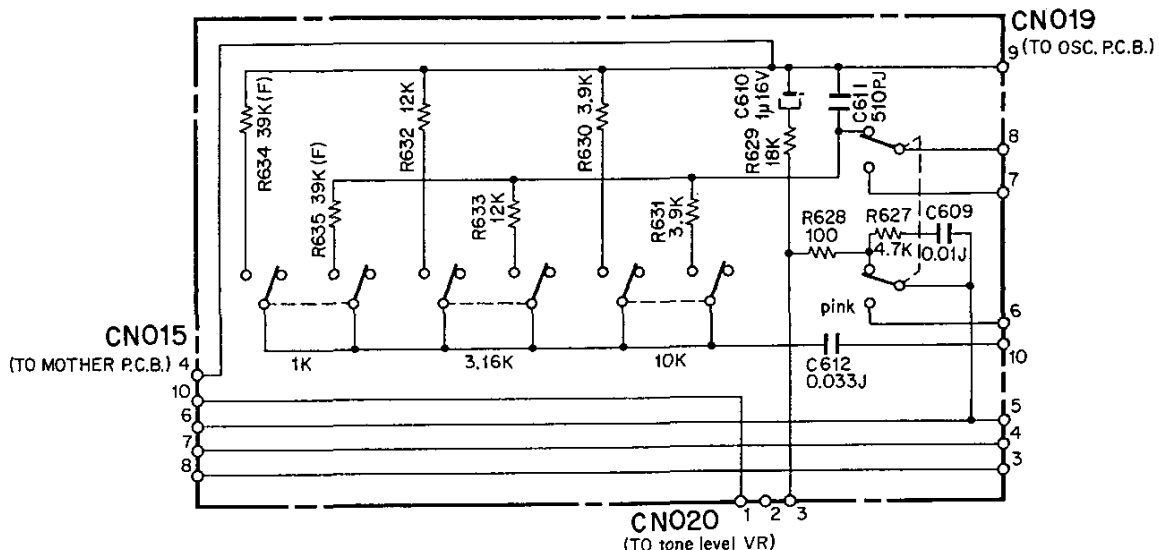 CN019
9 (TO OSC. P.C.B.)
R634 39K(F)
R635 39K(F)
R632 12K
R633
12K
R630 3.9K
R631
3.9K
C610
1μ16V
R629
18K
C611
510PJ
8
7
R628
100
R627
4.7K
C609
0.01J
pink
6
10
C612
0.033J
1K
3.16K
10K
CN015
(TO MOTHER P.C.B.) 4
10
6
7
8
5
4
3
1 2 3
CN020
(TO tone level VR)